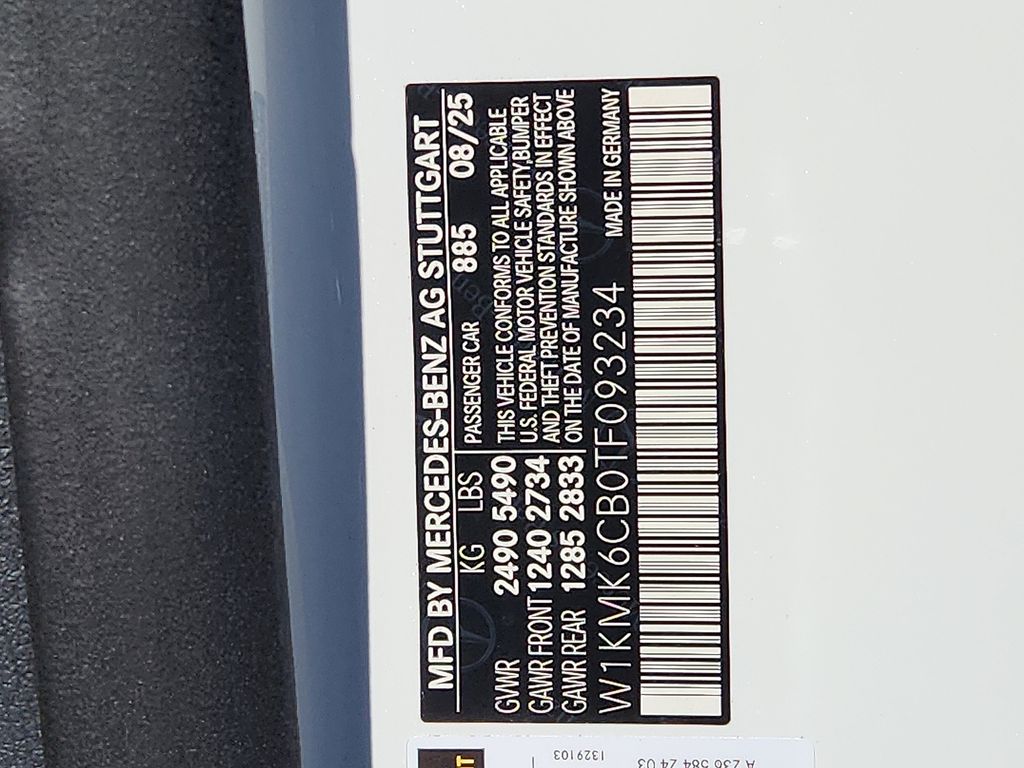 MFD BY MERCEDES-BENZ AG STUTTGART
KG LBS
GVWR 2490 5490
GAWR FRONT 1240 2734
GAWR REAR 1285 2833
PASSENGER CAR 885 08/25
THIS VEHICLE CONFORMS TO ALL APPLICABLE
U.S. FEDERAL MOTOR VEHICLE SAFETY,BUMPER
AND THEFT PREVENTION STANDARDS IN EFFECT
ON THE DATE OF MANUFACTURE SHOWN ABOVE
W1KMK6CB0TF093234 MADE IN GERMANY
1329103
A 236 584 24 03